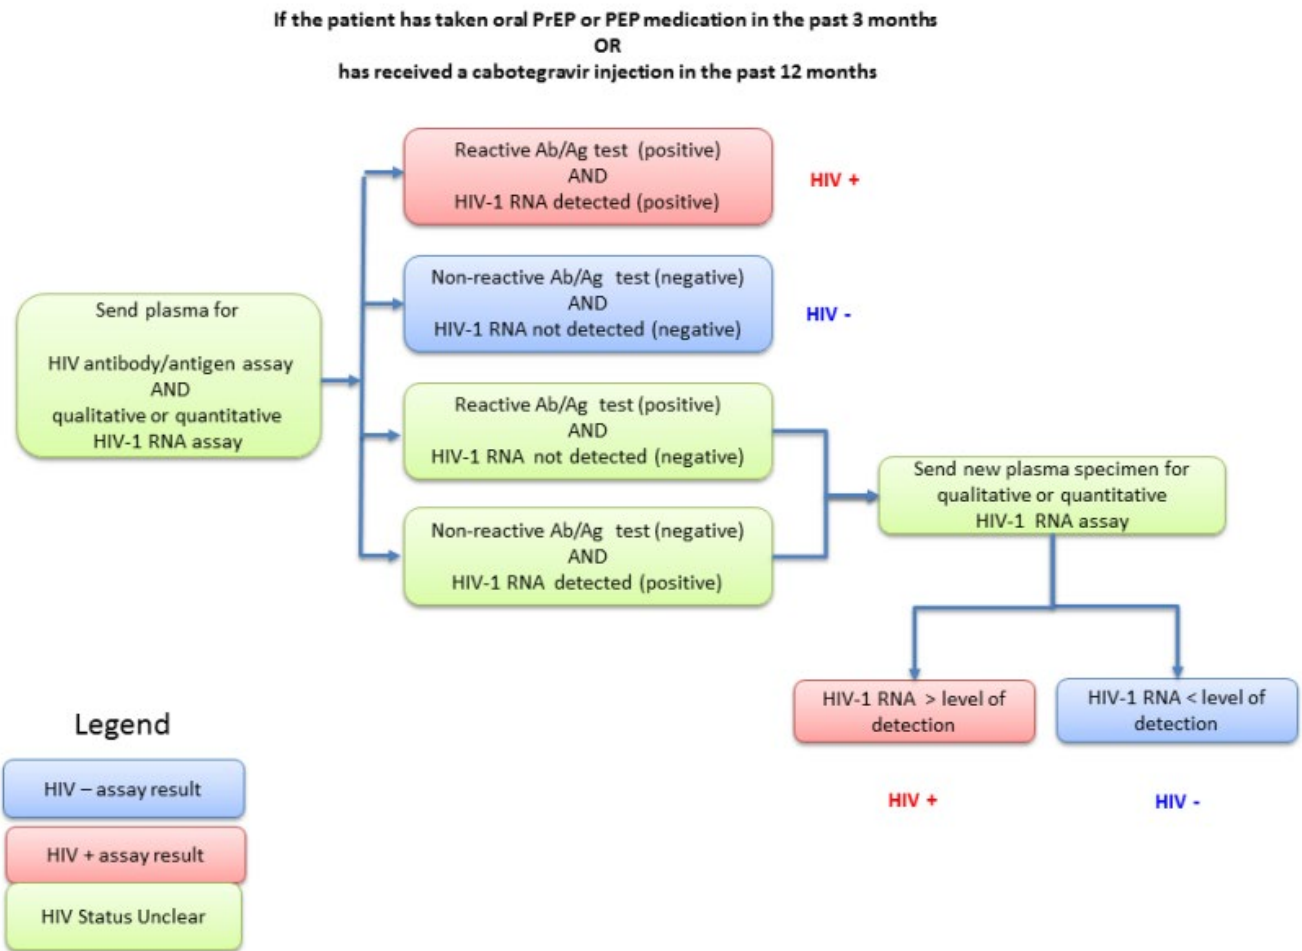 If the patient has taken oral PrEP or PEP medication in the past 3 months
OR
has received a cabotegravir injection in the past 12 months
Reactive Ab/Ag test (positive)
AND
HIV-1 RNA detected (positive)
HIV +
Non-reactive Ab/Ag test (negative)
AND
HIV-1 RNA not detected (negative)
HIV -
Send plasma for
HIV antibody/antigen assay
AND
qualitative or quantitative
HIV-1 RNA assay
Reactive Ab/Ag test (positive)
AND
HIV-1 RNA not detected (negative)
Non-reactive Ab/Ag test (negative)
AND
HIV-1 RNA detected (positive)
Send new plasma specimen for
qualitative or quantitative
HIV-1 RNA assay
HIV-1 RNA > level of
detection
HIV +
HIV-1 RNA < level of
detection
HIV -
Legend
HIV – assay result
HIV + assay result
HIV Status Unclear